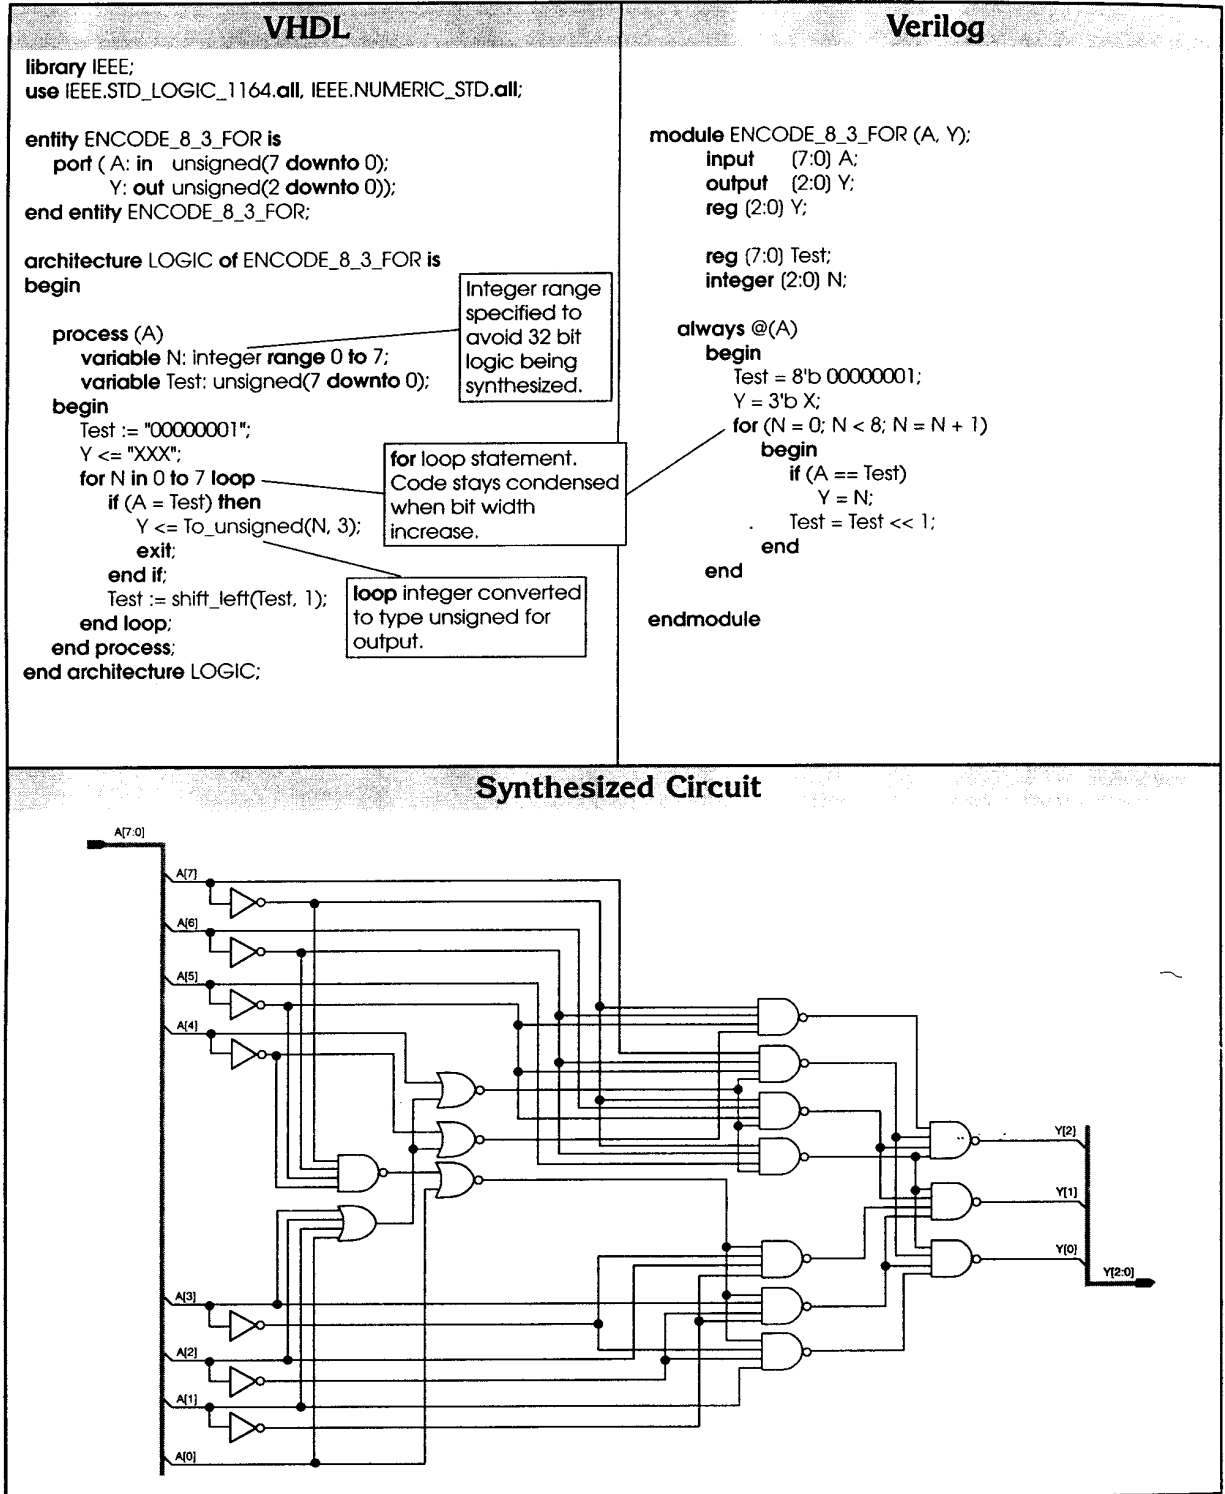 VHDL
library IEEE;
use IEEE.STD_LOGIC_1164.all, IEEE.NUMERIC_STD.all;
entity ENCODE_8_3_FOR is
port ( A: in unsigned(7 downto 0);
Y: out unsigned(2 downto 0));
end entity ENCODE_8_3_FOR;
architecture LOGIC of ENCODE_8_3_FOR is
begin
process (A)
variable N: integer range 0 to 7;
variable Test: unsigned(7 downto 0);
begin
Test := "00000001";
Y <= "XXX";
for N in 0 to 7 loop
if (A = Test) then
Y <= To_unsigned(N, 3);
exit;
end if;
Test := shift_left(Test, 1);
end loop;
end process;
end architecture LOGIC;
Integer range
specified to
avoid 32 bit
logic being
synthesized.
for loop statement.
Code stays condensed
when bit width
increase.
loop integer converted
to type unsigned for
output.
Verilog
module ENCODE_8_3_FOR (A, Y);
input (7:0) A;
output (2:0) Y;
reg (2:0) Y;
reg (7:0) Test;
integer (2:0) N;
always @(A)
begin
Test = 8'b 00000001;
Y = 3'b X;
for (N = 0; N < 8; N = N + 1)
begin
if (A == Test)
Y = N;
Test = Test << 1;
end
end
endmodule
Synthesized Circuit
A[7:0]
A[7]
A[6]
A[5]
A[4]
A[3]
A[2]
A[1]
A[0]
Y[2]
Y[1]
Y[0]
Y[2:0]